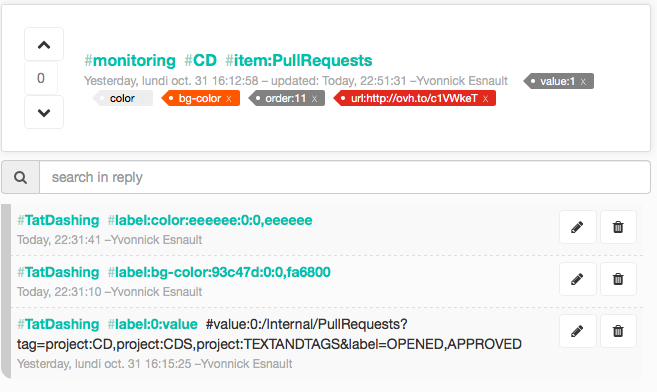 #monitoring #CD #item:PullRequests
0
Yesterday, lundi oct. 31 16:12:58 – updated: Today, 22:51:31 –Yvonnick Esnault value:1 x
color bg-color x order:11 x url:http://ovh.to/c1VWkeT x
search in reply
#TatDashing #label:color:eeeeee:0:0,eeeeee
Today, 22:31:41 –Yvonnick Esnault
#TatDashing #label:bg-color:93c47d:0:0,fa6800
Today, 22:31:10 –Yvonnick Esnault
#TatDashing #label:0:value #value:0:/Internal/PullRequests?
tag=project:CD,project:CDS,project:TEXTANDTAGS&label=OPENED,APPROVED
Yesterday, lundi oct. 31 16:15:25 –Yvonnick Esnault